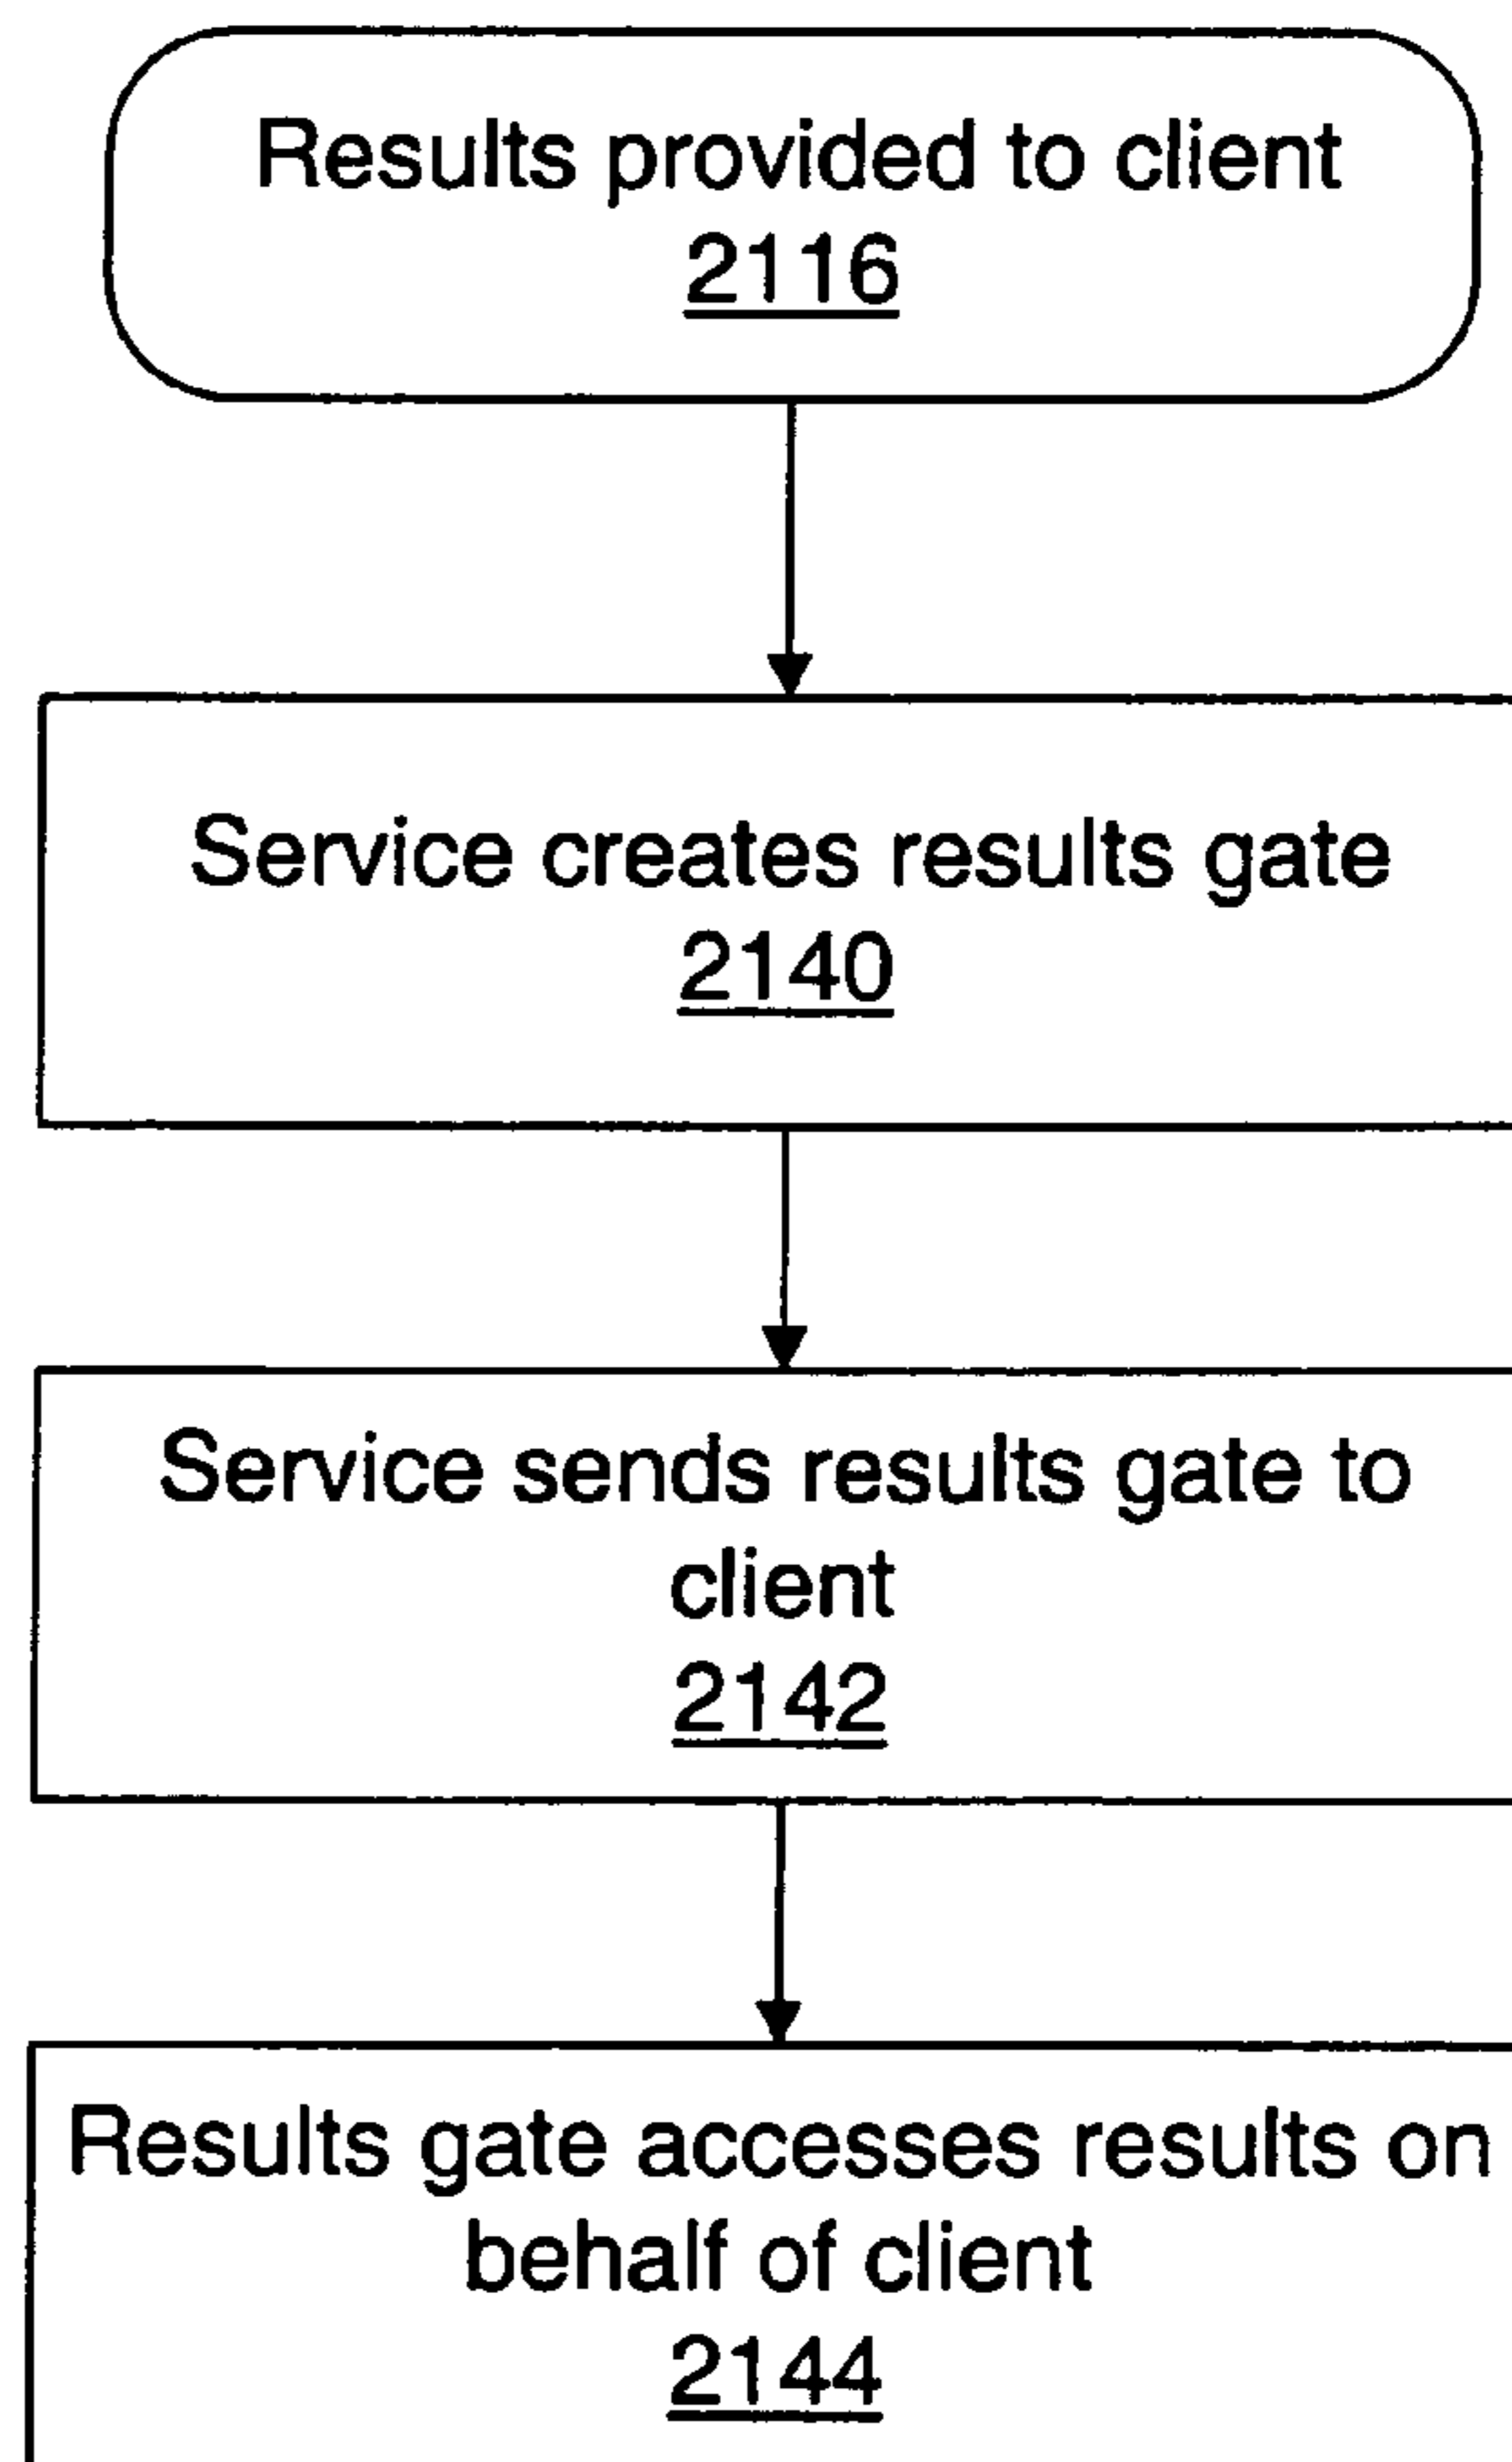 Results provided to client
2116
Service creates results gate
2140
Service sends results gate to
client
2142
Results gate accesses results on
behalf of client
2144